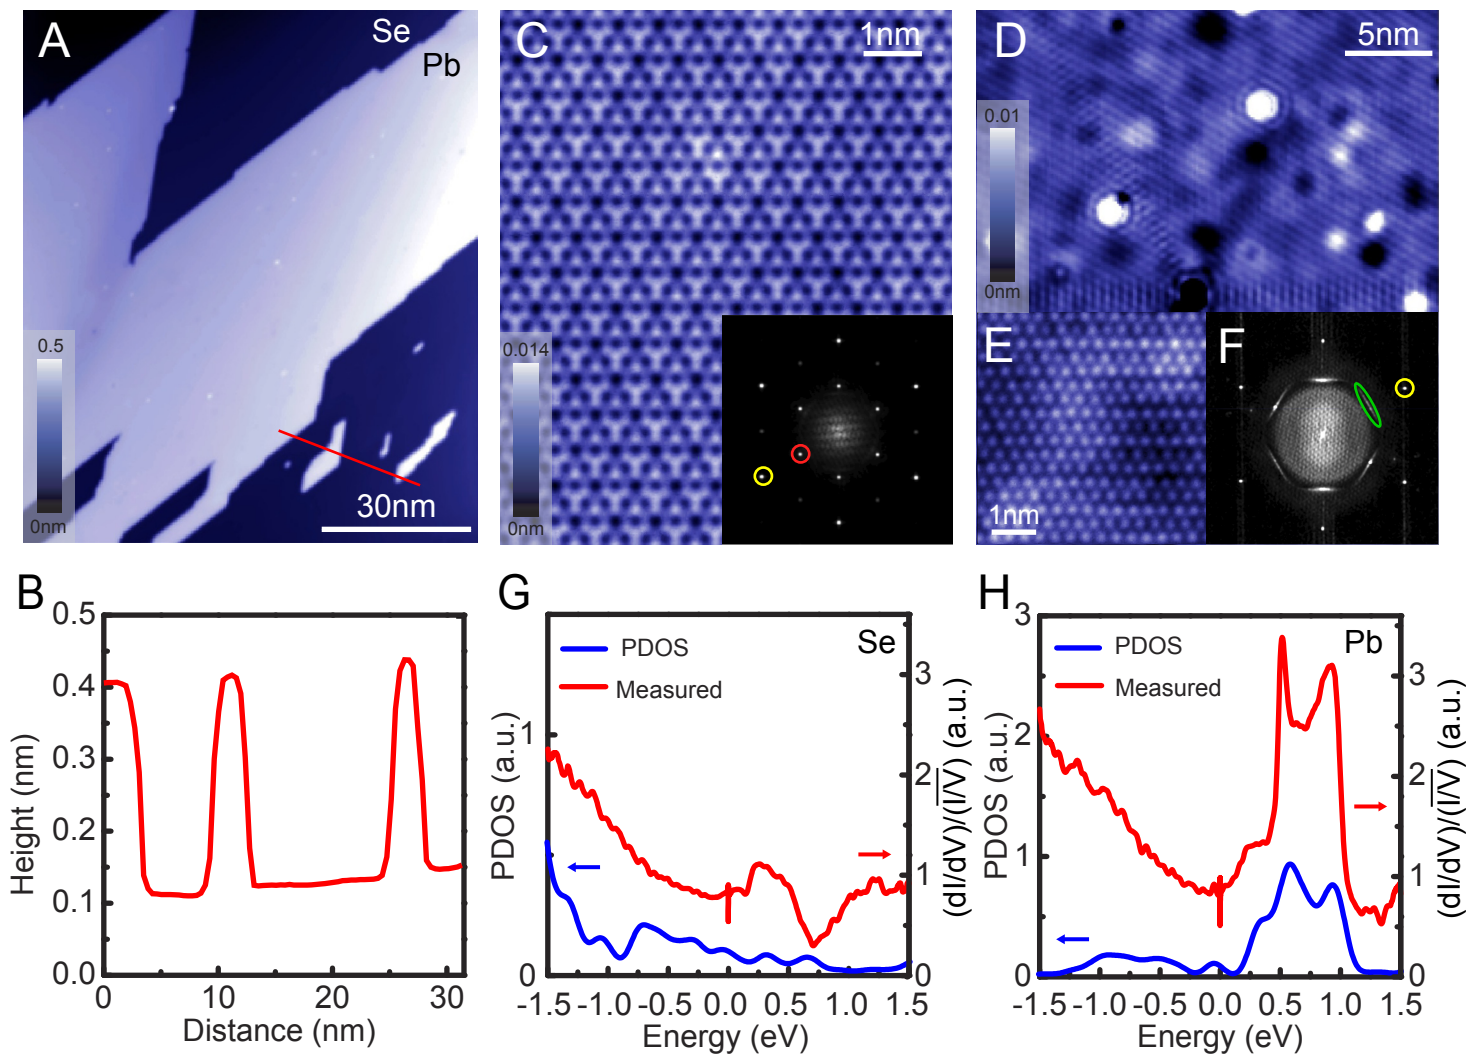 A
Se
Pb
0.5
0nm
30nm
C
1nm
0.014
0nm
D
5nm
0.01
0nm
E
1nm
F
B
0.5
0.4
0.3
0.2
0.1
0.0
Height (nm)
0
10
20
30
Distance (nm)
G
PDOS
Measured
Se
1
0
PDOS (a.u.)
3
2
1
0
(dI/dV)/(I/V) (a.u.)
-1.5
-1.0
-0.5
0.0
0.5
1.0
1.5
Energy (eV)
H
PDOS
Measured
Pb
3
2
1
0
PDOS (a.u.)
3
2
1
0
(dI/dV)/(I/V) (a.u.)
-1.5
-1.0
-0.5
0.0
0.5
1.0
1.5
Energy (eV)